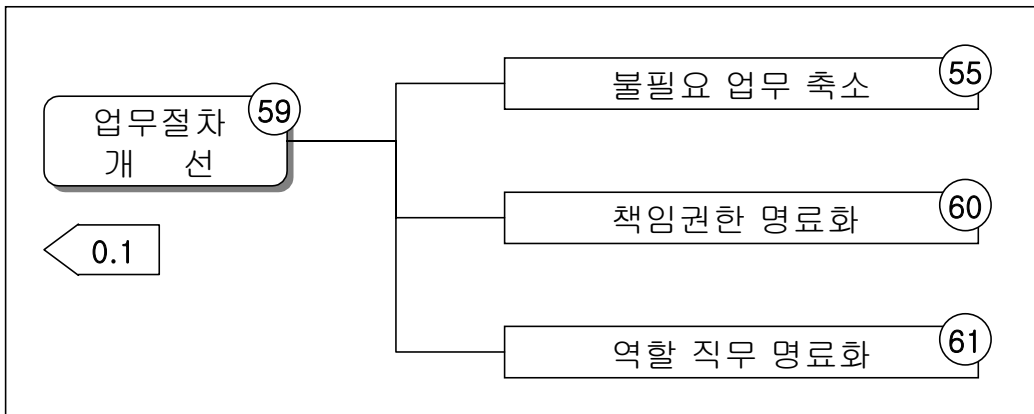 업무절차
개 선
59
0.1
불필요 업무 축소
55
책임권한 명료화
60
역할 직무 명료화
61